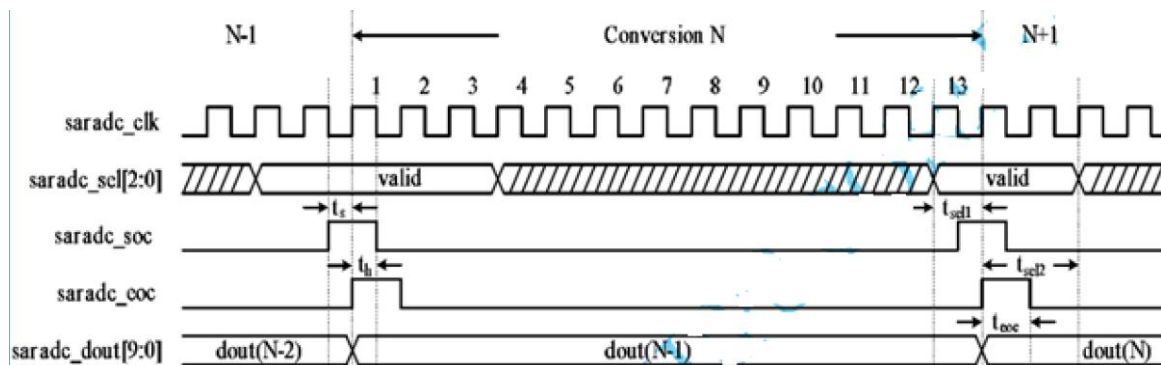 N-1 Conversion N N+1
1 2 3 4 5 6 7 8 9 10 11 12 13
saradc_clk
saradc_sel[2:0] valid valid
ts tsel1
saradc_soc
th tsel2
saradc_eoc
teoc
saradc_dout[9:0] dout(N-2) dout(N-1) dout(N)